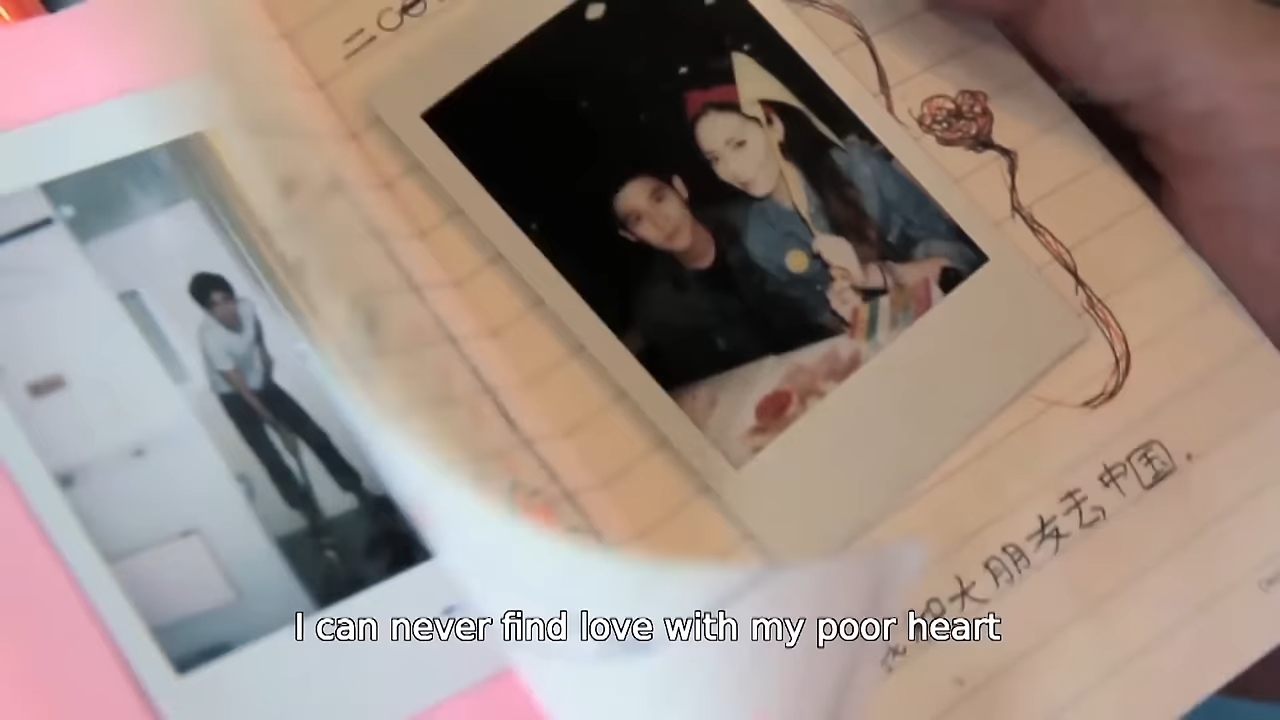 和大朋友去中国.
I can never find love with my poor heart